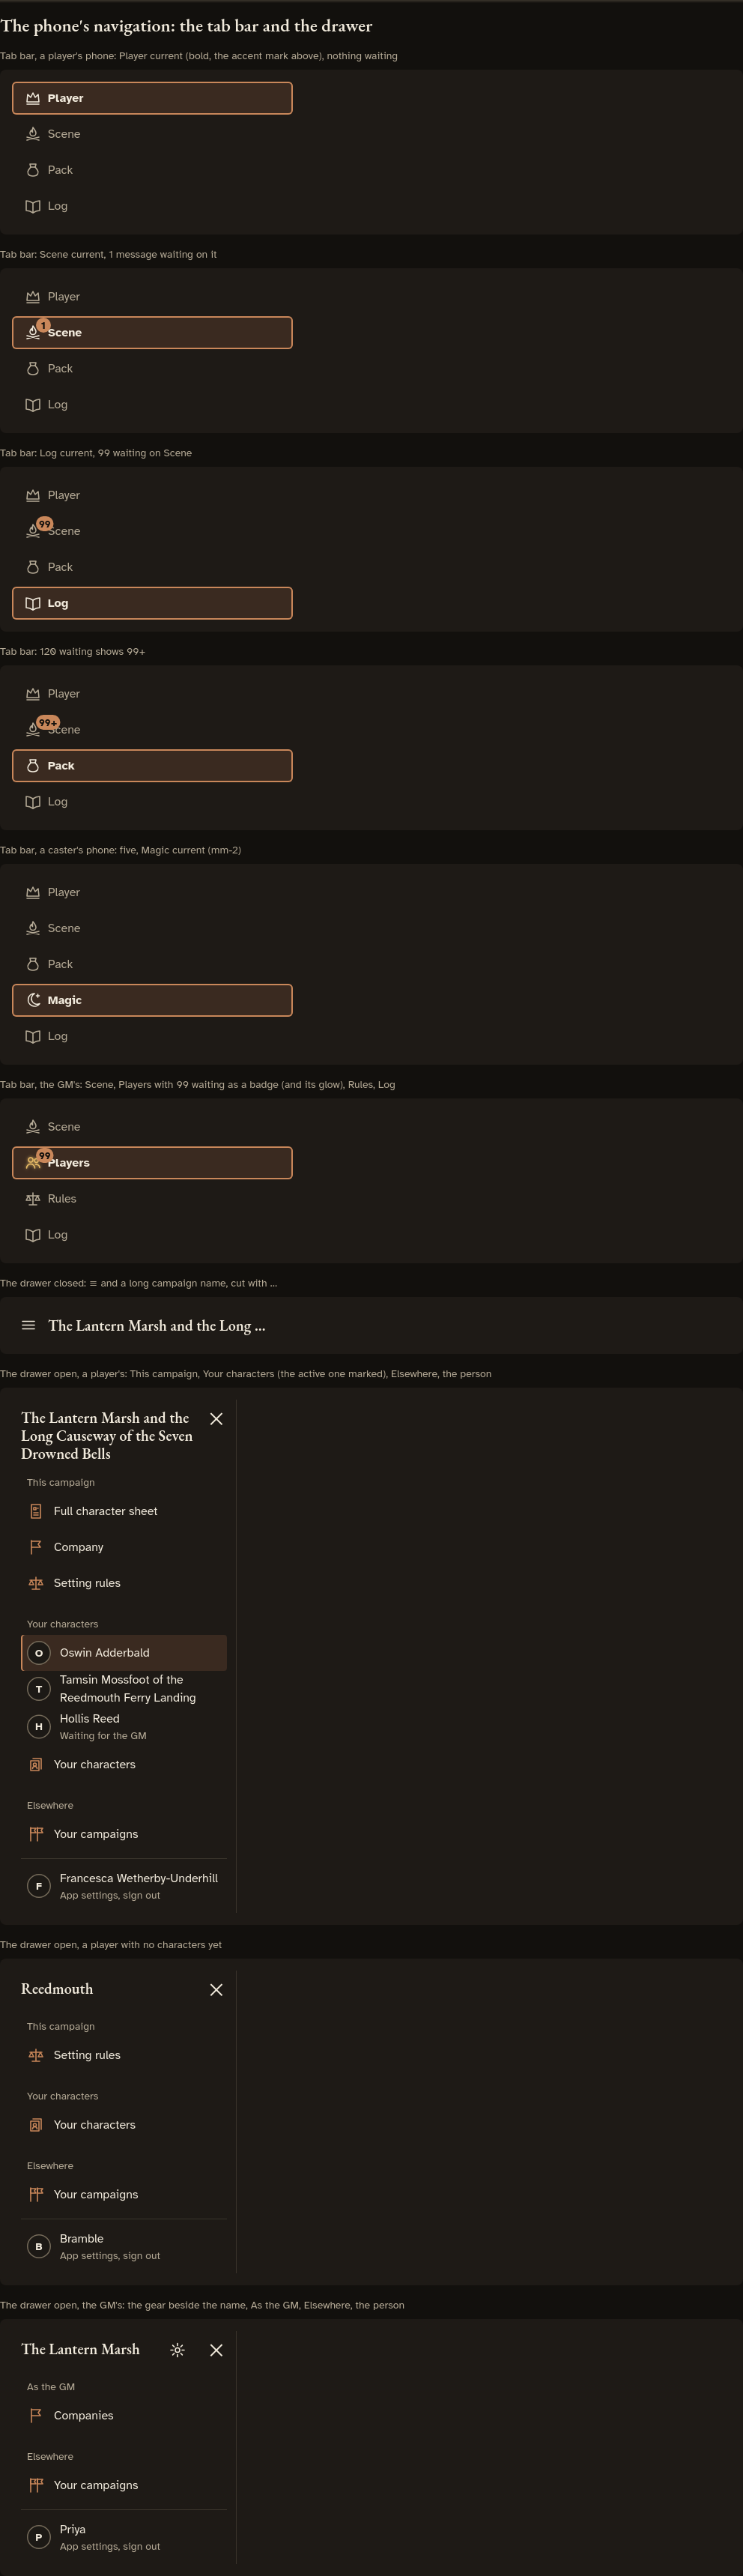 The phone's navigation: the tab bar and the drawer
Tab bar, a player's phone: Player current (bold, the accent mark above), nothing waiting
Player
Scene
Pack
Log
Tab bar: Scene current, 1 message waiting on it
Player
1
Scene
Pack
Log
Tab bar: Log current, 99 waiting on Scene
Player
99
Scene
Pack
Log
Tab bar: 120 waiting shows 99+
Player
99+
Scene
Pack
Log
Tab bar, a caster's phone: five, Magic current (mm-2)
Player
Scene
Pack
Magic
Log
Tab bar, the GM's: Scene, Players with 99 waiting as a badge (and its glow), Rules, Log
Scene
99
Players
Rules
Log
The drawer closed: ≡ and a long campaign name, cut with …
The Lantern Marsh and the Long …
The drawer open, a player's: This campaign, Your characters (the active one marked), Elsewhere, the person
The Lantern Marsh and the
Long Causeway of the Seven
Drowned Bells
This campaign
Full character sheet
Company
Setting rules
Your characters
O Oswin Adderbald
T Tamsin Mossfoot of the
Reedmouth Ferry Landing
H Hollis Reed
Waiting for the GM
Your characters
Elsewhere
Your campaigns
F Francesca Wetherby-Underhill
App settings, sign out
The drawer open, a player with no characters yet
Reedmouth
This campaign
Setting rules
Your characters
Your characters
Elsewhere
Your campaigns
B Bramble
App settings, sign out
The drawer open, the GM's: the gear beside the name, As the GM, Elsewhere, the person
The Lantern Marsh
As the GM
Companies
Elsewhere
Your campaigns
P Priya
App settings, sign out